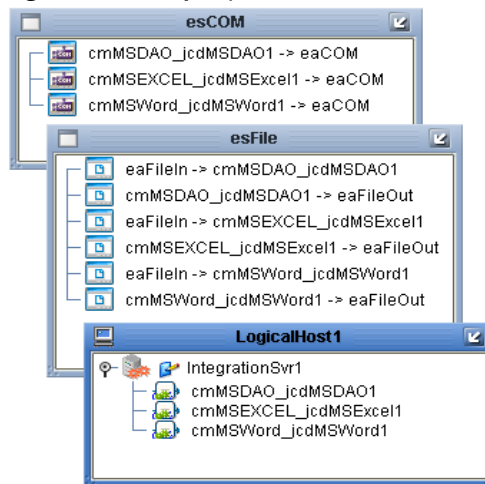 esCOM
cmMSDAO_jcdMSDAO1 -> eaCOM
cmMSEXCEL_jcdMSExcel1 -> eaCOM
cmMSWord_jcdMSWord1 -> eaCOM
esFile
eaFileIn -> cmMSDAO_jcdMSDAO1
cmMSDAO_jcdMSDAO1 -> eaFileOut
eaFileIn -> cmMSEXCEL_jcdMSExcel1
cmMSEXCEL_jcdMSExcel1 -> eaFileOut
eaFileIn -> cmMSWord_jcdMSWord1
cmMSWord_jcdMSWord1 -> eaFileOut
LogicalHost1
IntegrationSvr1
cmMSDAO_jcdMSDAO1
cmMSEXCEL_jcdMSExcel1
cmMSWord_jcdMSWord1